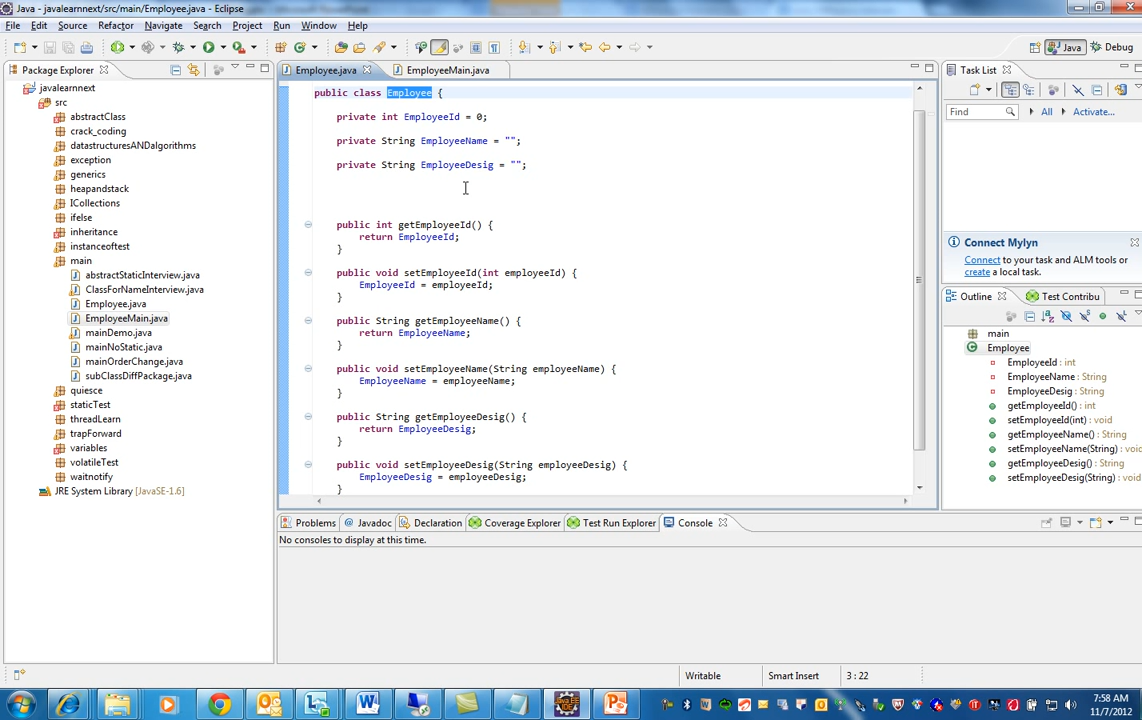 Java - javalearnnext/src/main/Employee.java - Eclipse
File Edit Source Refactor Navigate Search Project Run Window Help
Java Debug
Package Explorer
javalearnnext
src
abstractClass
crack_coding
datastructuresANDalgorithms
exception
generics
heapandstack
ICollections
ifelse
inheritance
instanceoftest
main
abstractStaticInterview.java
ClassForNameInterview.java
Employee.java
EmployeeMain.java
mainDemo.java
mainNoStatic.java
mainOrderChange.java
subClassDiffPackage.java
quiesce
staticTest
threadLearn
trapForward
variables
volatileTest
waitnotify
JRE System Library [JavaSE-1.6]
Employee.java EmployeeMain.java
public class Employee {
private int EmployeeId = 0;
private String EmployeeName = "";
private String EmployeeDesig = "";
public int getEmployeeId() {
return EmployeeId;
}
public void setEmployeeId(int employeeId) {
EmployeeId = employeeId;
}
public String getEmployeeName() {
return EmployeeName;
}
public void setEmployeeName(String employeeName) {
EmployeeName = employeeName;
}
public String getEmployeeDesig() {
return EmployeeDesig;
}
public void setEmployeeDesig(String employeeDesig) {
EmployeeDesig = employeeDesig;
}
Task List
Find All Activate...
Connect Mylyn
Connect to your task and ALM tools or
create a local task.
Outline Test Contribu
main
Employee
EmployeeId : int
EmployeeName : String
EmployeeDesig : String
getEmployeeId() : int
setEmployeeId(int) : void
getEmployeeName() : String
setEmployeeName(String) : void
getEmployeeDesig() : String
setEmployeeDesig(String) : void
Problems Javadoc Declaration Coverage Explorer Test Run Explorer Console
No consoles to display at this time.
Writable Smart Insert 3 : 22
7:58 AM
11/7/2012